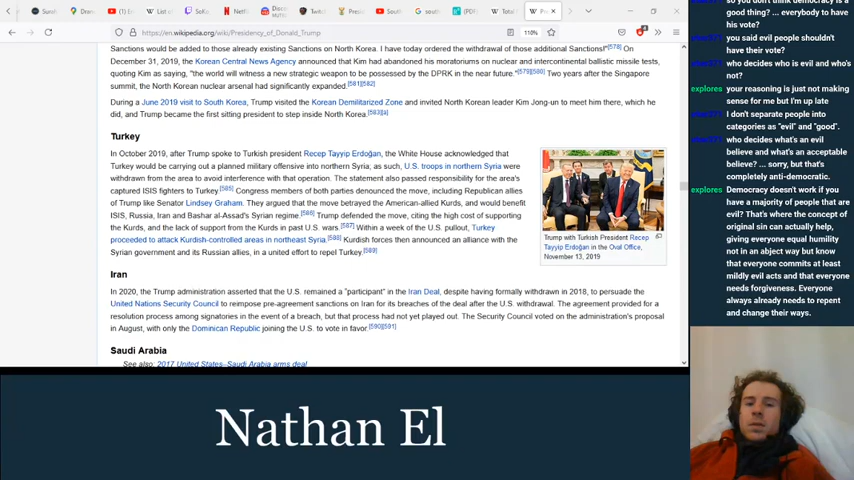 Netfl
Twitc
South
Total
Pre
https://en.wikipedia.org/wiki/Presidency_of_Donald_Trump
110%
Sanctions would be added to those already existing Sanctions on North Korea. I have today ordered the withdrawal of those additional Sanctions!"[578] On
December 31, 2019, the Korean Central News Agency announced that Kim had abandoned his moratoriums on nuclear and intercontinental ballistic missile tests,
quoting Kim as saying, "the world will witness a new strategic weapon to be possessed by the DPRK in the near future."[579][580] Two years after the Singapore
summit, the North Korean nuclear arsenal had significantly expanded.[581][582]
During a June 2019 visit to South Korea, Trump visited the Korean Demilitarized Zone and invited North Korean leader Kim Jong-un to meet him there, which he
did, and Trump became the first sitting president to step inside North Korea.[583][a]
Turkey
In October 2019, after Trump spoke to Turkish president Recep Tayyip Erdoğan, the White House acknowledged that
Turkey would be carrying out a planned military offensive into northern Syria; as such, U.S. troops in northern Syria were
withdrawn from the area to avoid interference with that operation. The statement also passed responsibility for the area's
captured ISIS fighters to Turkey.[585] Congress members of both parties denounced the move, including Republican allies
of Trump like Senator Lindsey Graham. They argued that the move betrayed the American-allied Kurds, and would benefit
ISIS, Russia, Iran and Bashar al-Assad's Syrian regime.[586] Trump defended the move, citing the high cost of supporting
the Kurds, and the lack of support from the Kurds in past U.S. wars.[587] Within a week of the U.S. pullout, Turkey
proceeded to attack Kurdish-controlled areas in northeast Syria.[588] Kurdish forces then announced an alliance with the
Syrian government and its Russian allies, in a united effort to repel Turkey.[589]
Trump with Turkish President Recep
Tayyip Erdoğan in the Oval Office,
November 13, 2019
Iran
In 2020, the Trump administration asserted that the U.S. remained a "participant" in the Iran Deal, despite having formally withdrawn in 2018, to persuade the
United Nations Security Council to reimpose pre-agreement sanctions on Iran for its breaches of the deal after the U.S. withdrawal. The agreement provided for a
resolution process among signatories in the event of a breach, but that process had not yet played out. The Security Council voted on the administration's proposal
in August, with only the Dominican Republic joining the U.S. to vote in favor.[590][591]
Saudi Arabia
See also: 2017 United States–Saudi Arabia arms deal
so you don't think democracy is a
good thing? ... everybody to have
his vote?
you said evil people shouldn't
have their vote?
who decides who is evil and who's
not?
explores your reasoning is just not making
sense for me but I'm up late
I don't separate people into
categories as "evil" and "good".
who decides what's an evil
believe and what's an acceptable
believe? ... sorry, but that's
completely anti-democratic.
explores Democracy doesn't work if you
have a majority of people that are
evil? That's where the concept of
original sin can actually help,
giving everyone equal humility
not in an abject way but know
that everyone commits at least
mildly evil acts and that everyone
needs forgiveness. Everyone
always already needs to repent
and change their ways.
Nathan El